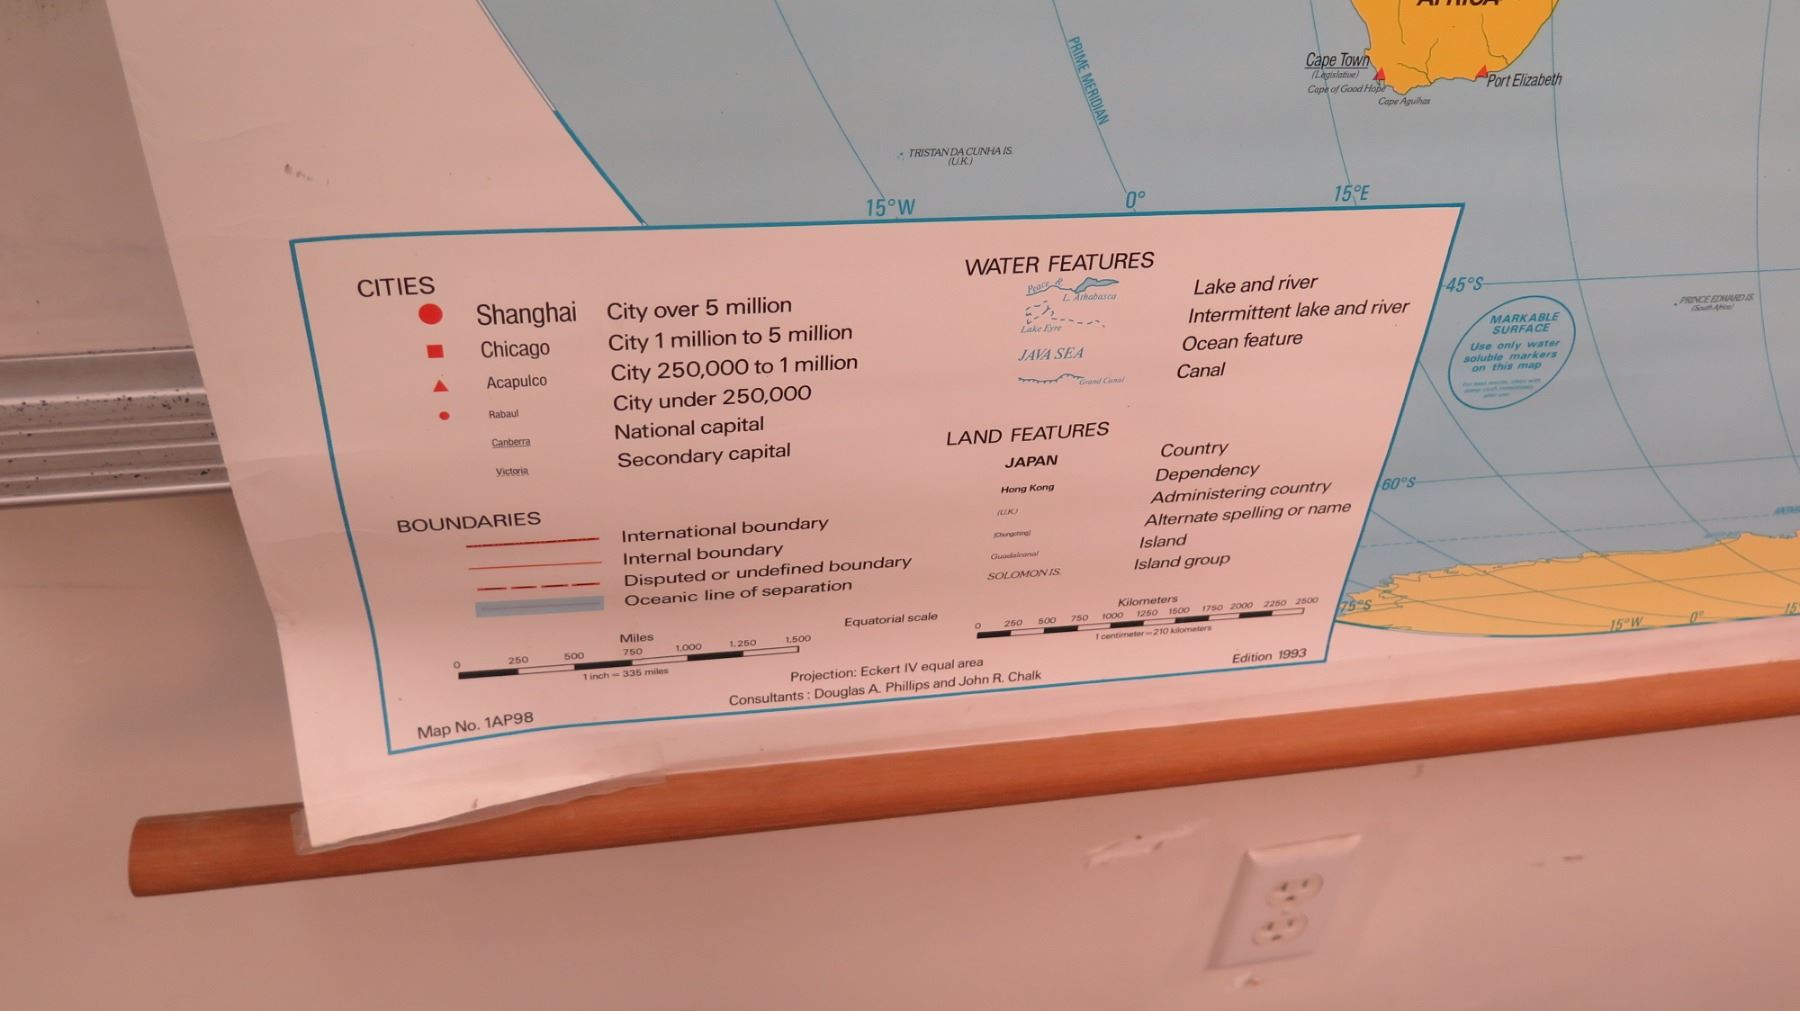 AFRICA
Cape Town
(Legislative)
Cape of Good Hope
Cape Agulhas
Port Elizabeth
PRIME MERIDIAN
TRISTAN DA CUNHA IS.
(U.K.)
15°W
0°
15°E
45°S
PRINCE EDWARD IS.
(South Africa)
MARKABLE
SURFACE
Use only water
soluble markers
on this map
60°S
75°S
15°W
0°
CITIES
Shanghai City over 5 million
Chicago City 1 million to 5 million
Acapulco City 250,000 to 1 million
Rabaul City under 250,000
Canberra National capital
Victoria Secondary capital
BOUNDARIES
International boundary
Internal boundary
Disputed or undefined boundary
Oceanic line of separation
WATER FEATURES
Peace R.
L. Athabasca
Lake and river
Lake Eyre
Intermittent lake and river
JAVA SEA Ocean feature
Grand Canal
Canal
LAND FEATURES
JAPAN Country
Hong Kong Dependency
(U.K.) Administering country
(Chungching) Alternate spelling or name
Guadalcanal Island
SOLOMON IS. Island group
Miles
0 250 500 750 1,000 1,250 1,500
1 inch = 335 miles
Equatorial scale
Kilometers
0 250 500 750 1000 1250 1500 1750 2000 2250 2500
1 centimeter = 210 kilometers
Projection: Eckert IV equal area
Consultants : Douglas A. Phillips and John R. Chalk
Edition 1993
Map No. 1AP98